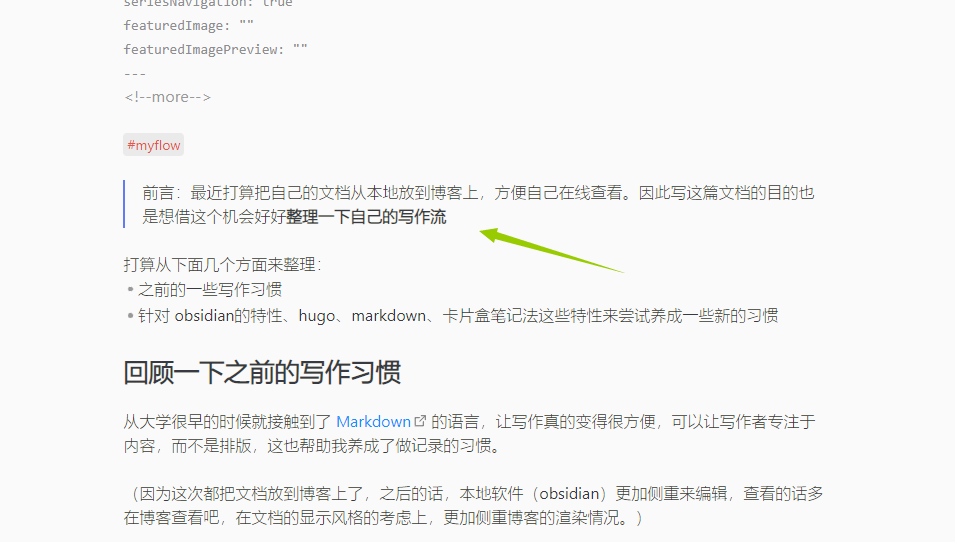 seriesNavigation: true
featuredImage: ""
featuredImagePreview: ""
---
<!--more-->
#myflow
前言：最近打算把自己的文档从本地放到博客上，方便自己在线查看。因此写这篇文档的目的也
是想借这个机会好好整理一下自己的写作流
打算从下面几个方面来整理：
• 之前的一些写作习惯
• 针对 obsidian的特性、hugo、markdown、卡片盒笔记法这些特性来尝试养成一些新的习惯
回顾一下之前的写作习惯
从大学很早的时候就接触到了 Markdown 的语言，让写作真的变得很方便，可以让写作者专注于
内容，而不是排版，这也帮助我养成了做记录的习惯。
（因为这次都把文档放到博客上了，之后的话，本地软件（obsidian）更加侧重来编辑，查看的话多
在博客查看吧，在文档的显示风格的考虑上，更加侧重博客的渲染情况。）